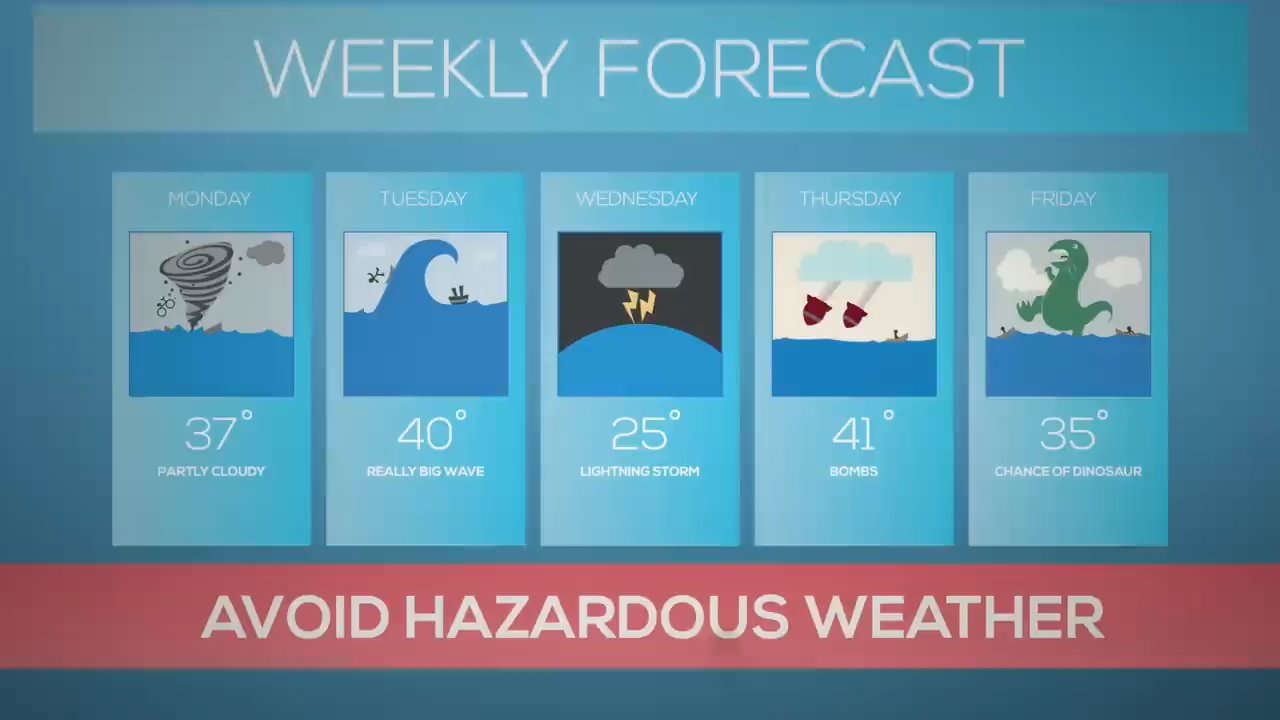 WEEKLY FORECAST
MONDAY
37°
PARTLY CLOUDY
TUESDAY
40°
REALLY BIG WAVE
WEDNESDAY
25°
LIGHTNING STORM
THURSDAY
41°
BOMBS
FRIDAY
35°
CHANCE OF DINOSAUR
AVOID HAZARDOUS WEATHER